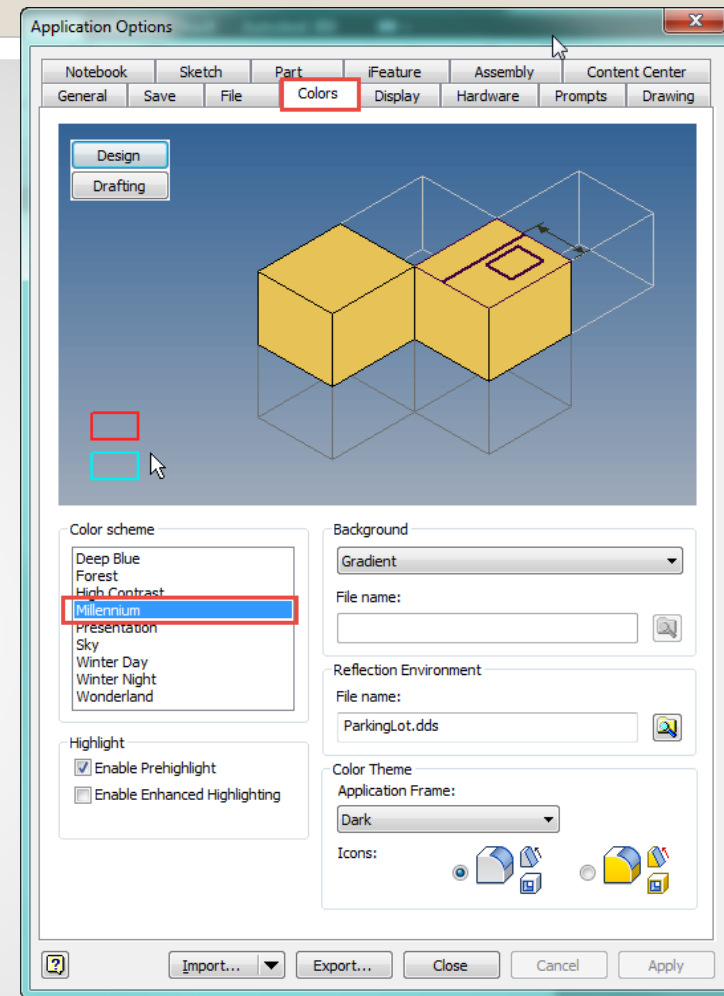 Application Options
Notebook Sketch Part iFeature Assembly Content Center
General Save File Colors Display Hardware Prompts Drawing
Design
Drafting
Color scheme
Deep Blue
Forest
High Contrast
Millennium
Presentation
Sky
Winter Day
Winter Night
Wonderland
Highlight
Enable Prehighlight
Enable Enhanced Highlighting
Background
Gradient
File name:
Reflection Environment
File name:
ParkingLot.dds
Color Theme
Application Frame:
Dark
Icons:
Import... Export... Close Cancel Apply